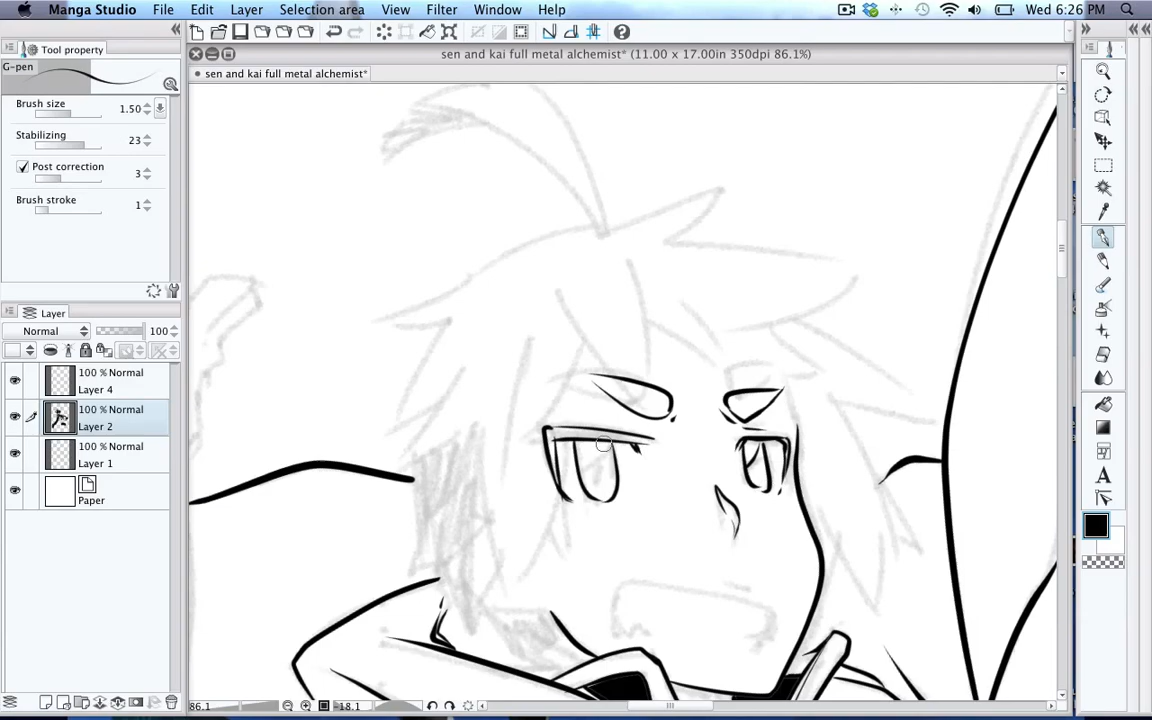 Manga Studio File Edit Layer Selection area View Filter Window Help Wed 6:26 PM
Tool property
sen and kai full metal alchemist* (11.00 x 17.00in 350dpi 86.1%)
G-pen
sen and kai full metal alchemist*
Brush size 1.50
Stabilizing 23
Post correction 3
Brush stroke 1
Layer
Normal 100
100 % Normal
Layer 4
100 % Normal
Layer 2
100 % Normal
Layer 1
Paper
A
86.1 -18.1